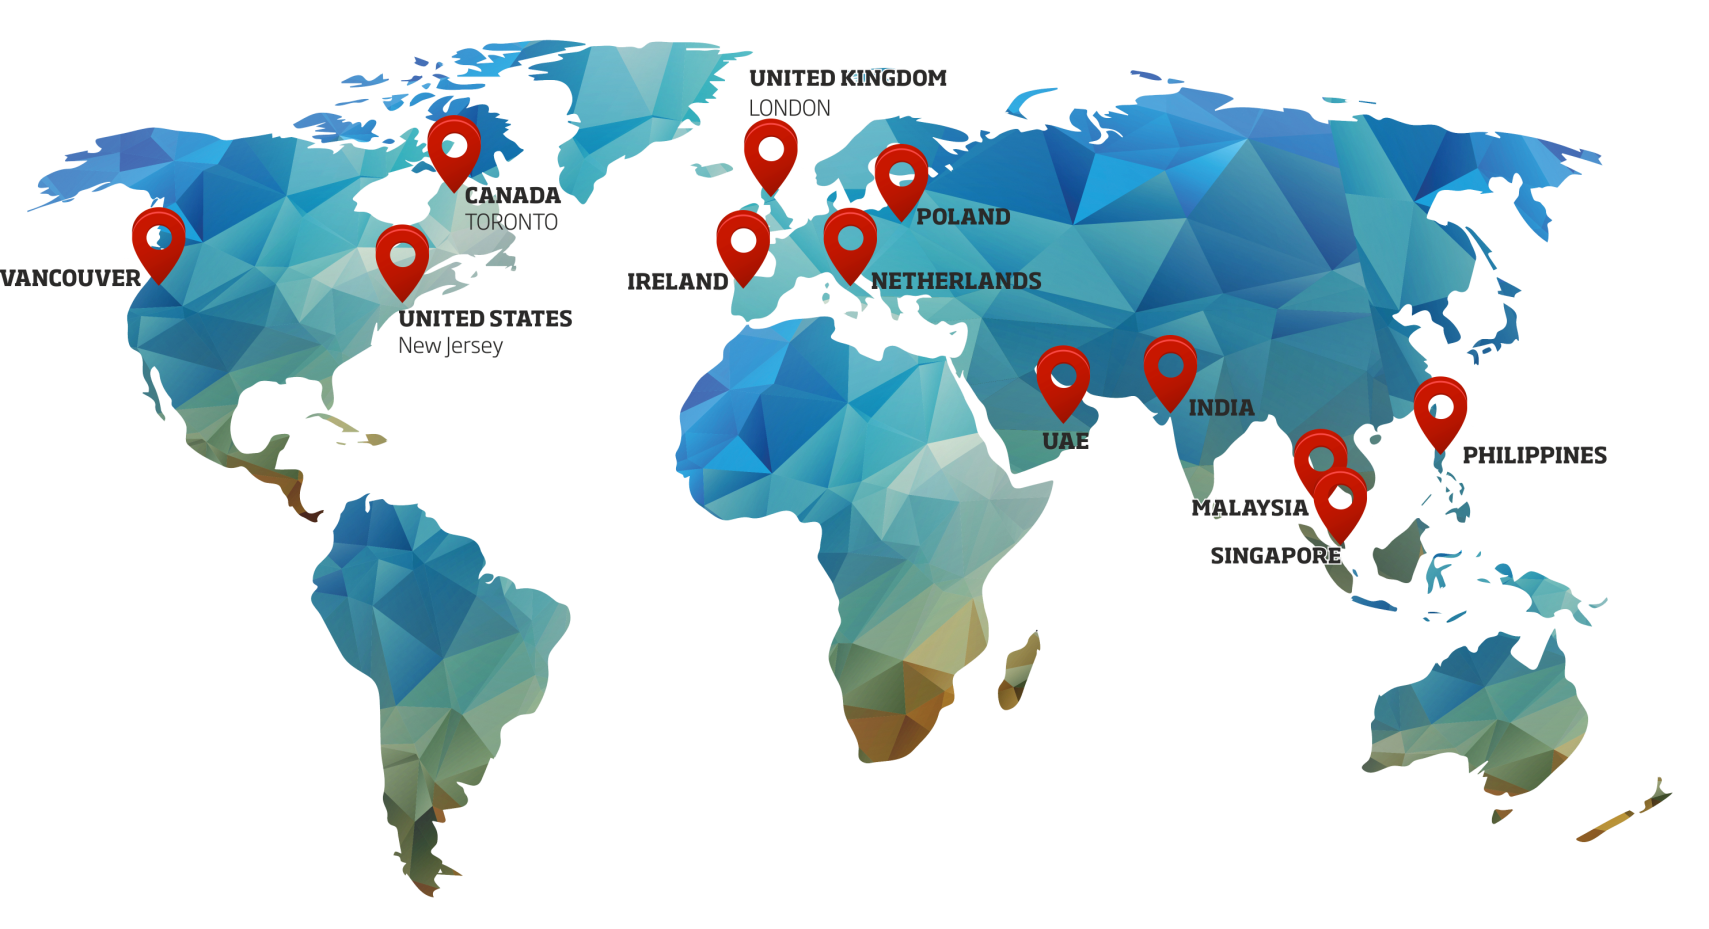 UNITED KINGDOM
LONDON
CANADA
TORONTO
POLAND
VANCOUVER
IRELAND
NETHERLANDS
UNITED STATES
New Jersey
INDIA
UAE
PHILIPPINES
MALAYSIA
SINGAPORE